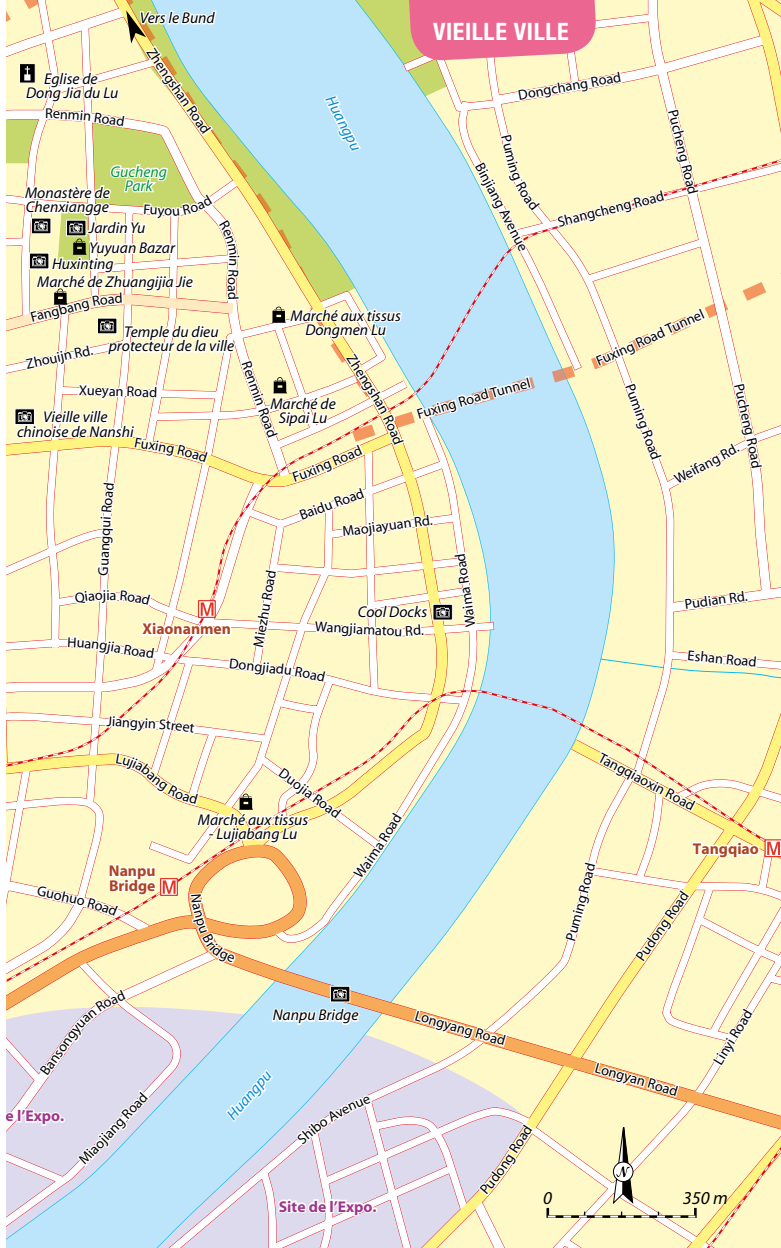 Vers le Bund
VIEILLE VILLE
Zhengshan Road
Eglise de
Dong Jia du Lu
Renmin Road
Huangpu
Dongchang Road
Puming Road
Pucheng Road
Binjiang Avenue
Shangcheng Road
Gucheng
Park
Monastère de
Chenxiangge
Fuyou Road
Jardin Yu
Yuyuan Bazar
Huxinting
Renmin Road
Marché de Zhuangijia Jie
Fangbang Road
Marché aux tissus
Dongmen Lu
Temple du dieu
protecteur de la ville
Zhouijn Rd.
Fuxing Road Tunnel
Zhengshan Road
Renmin Road
Xueyan Road
Marché de
Sipai Lu
Fuxing Road Tunnel
Puming Road
Pucheng Road
Vieille ville
chinoise de Nanshi
Fuxing Road
Fuxing Road
Weifang Rd.
Guangqui Road
Baidu Road
Maojiayuan Rd.
Waima Road
Miezhu Road
Qiaojia Road
M
Xiaonanmen
Cool Docks
Wangjiamatou Rd.
Pudian Rd.
Huangjia Road
Dongjiadu Road
Eshan Road
Jiangyin Street
Lujiabang Road
Duojia Road
Tangqiaoxin Road
Marché aux tissus
- Lujiabang Lu
Waima Road
Tangqiao M
Nanpu
Bridge M
Guohuo Road
Nanpu Bridge
Puming Road
Pudong Road
Nanpu Bridge
Longyang Road
Linyi Road
Bansongyuan Road
Longyan Road
Huangpu
e l'Expo.
Miaojiang Road
Shibo Avenue
Pudong Road
N
Site de l'Expo.
0 350 m